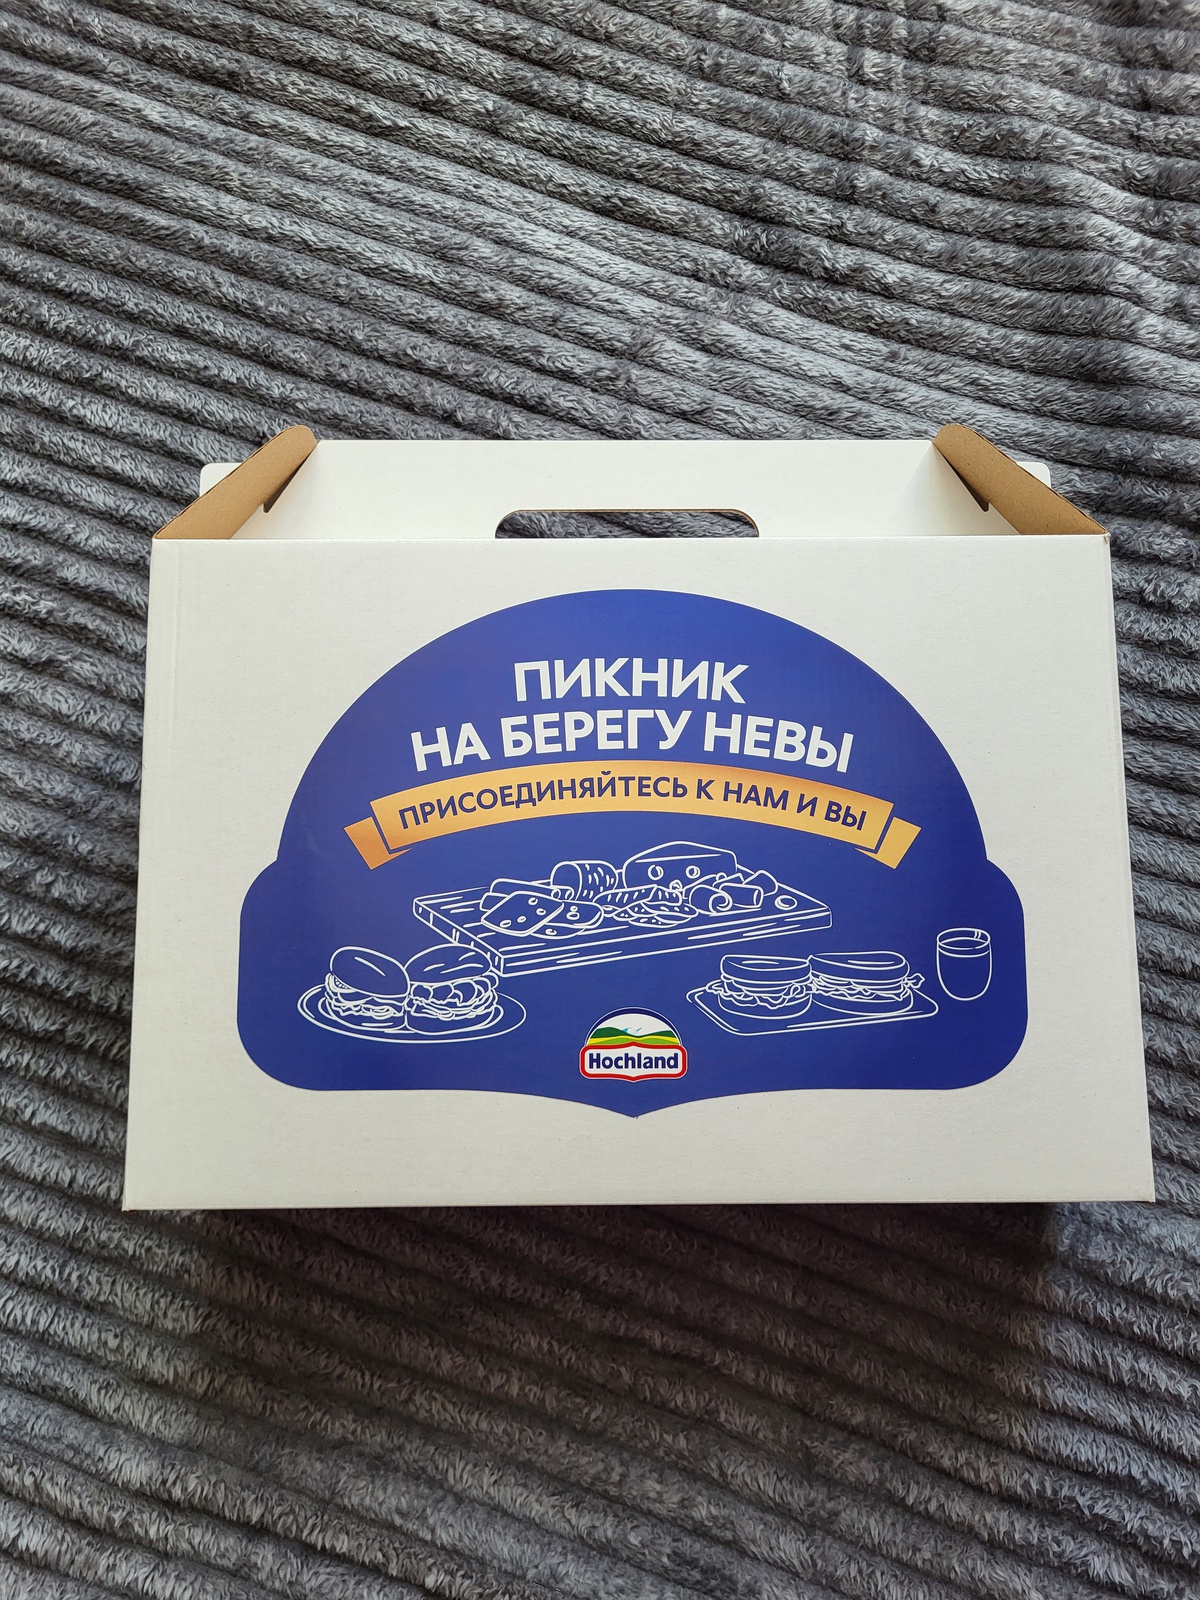 ПИКНИК
НА БЕРЕГУ НЕВЫ
ПРИСОЕДИНЯЙТЕСЬ К НАМ И ВЫ
Hochland